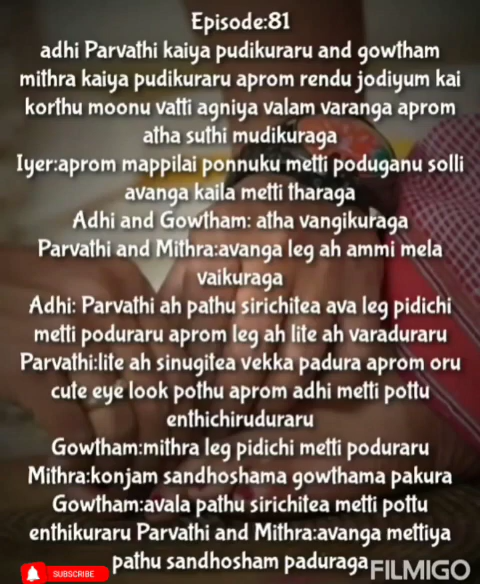 Episode:81
adhi Parvathi kaiya pudikuraru and gowtham
mithra kaiya pudikuraru aprom rendu jodiyum kai
korthu moonu vatti agniya valam varanga aprom
atha suthi mudikuraga
Iyer:aprom mappilai ponnuku metti poduganu solli
avanga kaila metti tharaga
Adhi and Gowtham: atha vangikuraga
Parvathi and Mithra:avanga leg ah ammi mela
vaikuraga
Adhi: Parvathi ah pathu sirichitea ava leg pidichi
metti poduraru aprom leg ah lite ah varaduraru
Parvathi:lite ah sinugitea vekka padura aprom oru
cute eye look pothu aprom adhi metti pottu
enthichiruduraru
Gowtham:mithra leg pidichi metti poduraru
Mithra:konjam sandhoshama gowthama pakura
Gowtham:avala pathu sirichitea metti pottu
enthikuraru Parvathi and Mithra:avanga mettiya
pathu sandhosham paduraga
SUBSCRIBE
FILMIGO